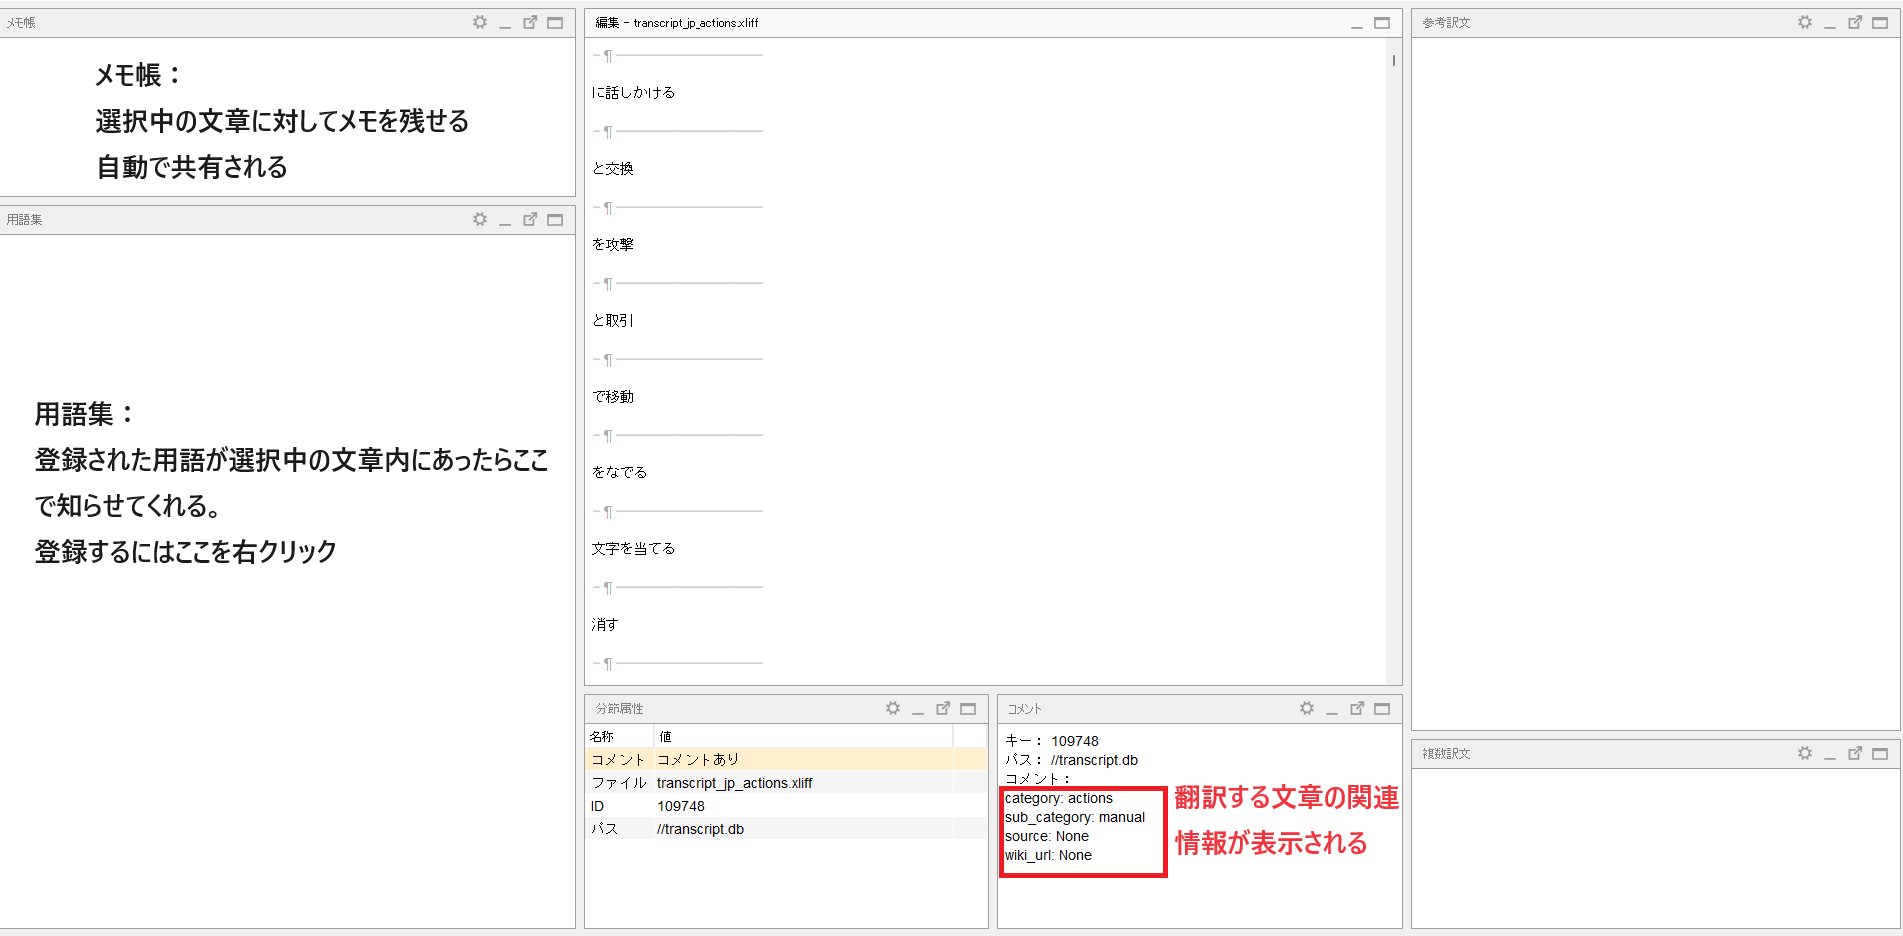 メモ帳
メモ帳：
選択中の文章に対してメモを残せる
自動で共有される
用語集
用語集：
登録された用語が選択中の文章内にあったらここ
で知らせてくれる。
登録するにはここを右クリック
編集 - transcript_jp_actions.xliff
-¶
に話しかける
-¶
と交換
-¶
を攻撃
-¶
と取引
-¶
で移動
-¶
をなでる
-¶
文字を当てる
-¶
消す
-¶
分節属性
名称 値
コメント コメントあり
ファイル transcript_jp_actions.xliff
ID 109748
パス //transcript.db
コメント
キー： 109748
パス： //transcript.db
コメント：
category: actions
sub_category: manual
source: None
wiki_url: None
翻訳する文章の関連
情報が表示される
参考訳文
複数訳文